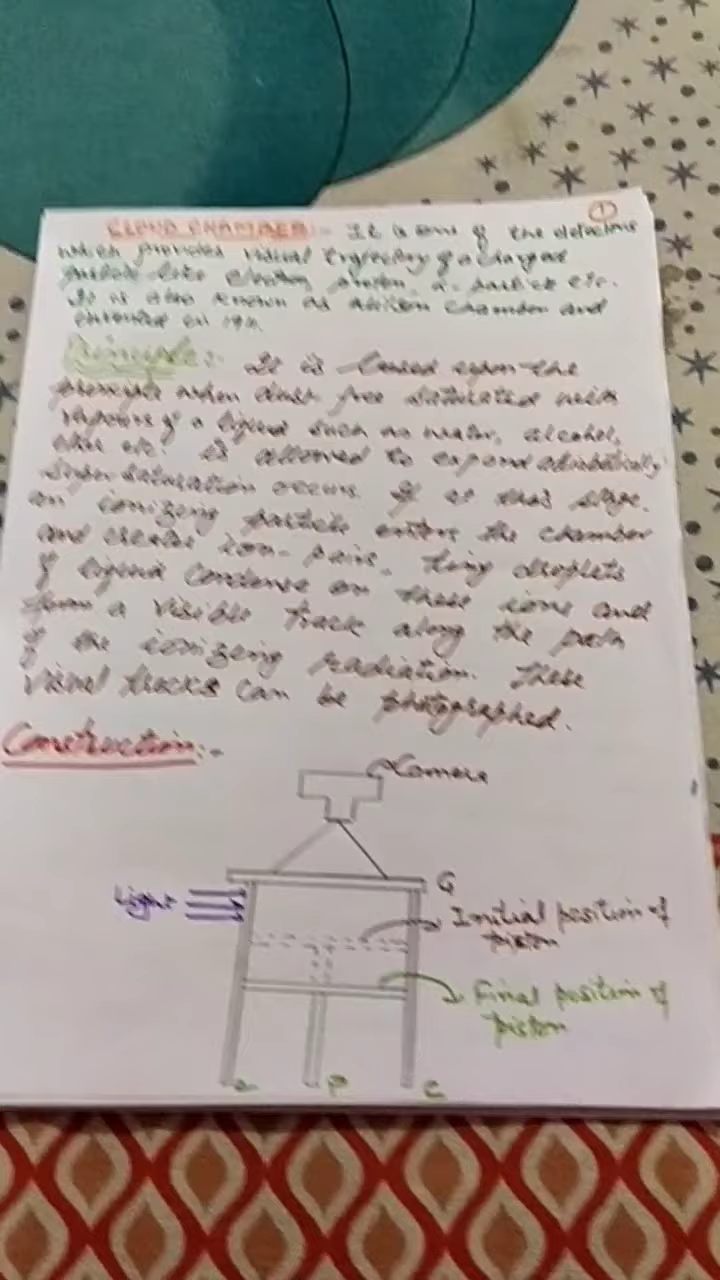 ①
CLOUD CHAMBER:- It is one of the detectors
which provides visual trajectory of a charged
particle like electron, proton, α-particle etc.
It is also known as wilson chamber and
in 1911.
Principle:- It is based upon the
principle when dust free saturated with
vapours of a liquid such as water, alcohol,
ether etc. is allowed to expand adiabatically
super saturation occurs. If at this stage,
an ionizing particle enters the chamber
and creates ion-pairs, tiny droplets
of liquid condense on these ions and
form a visible track along the path
of the ionizing radiation. These
visual tracks can be photographed.
Construction:-
Camera
G
Light
Initial position of
piston
Final position of
piston
P
C